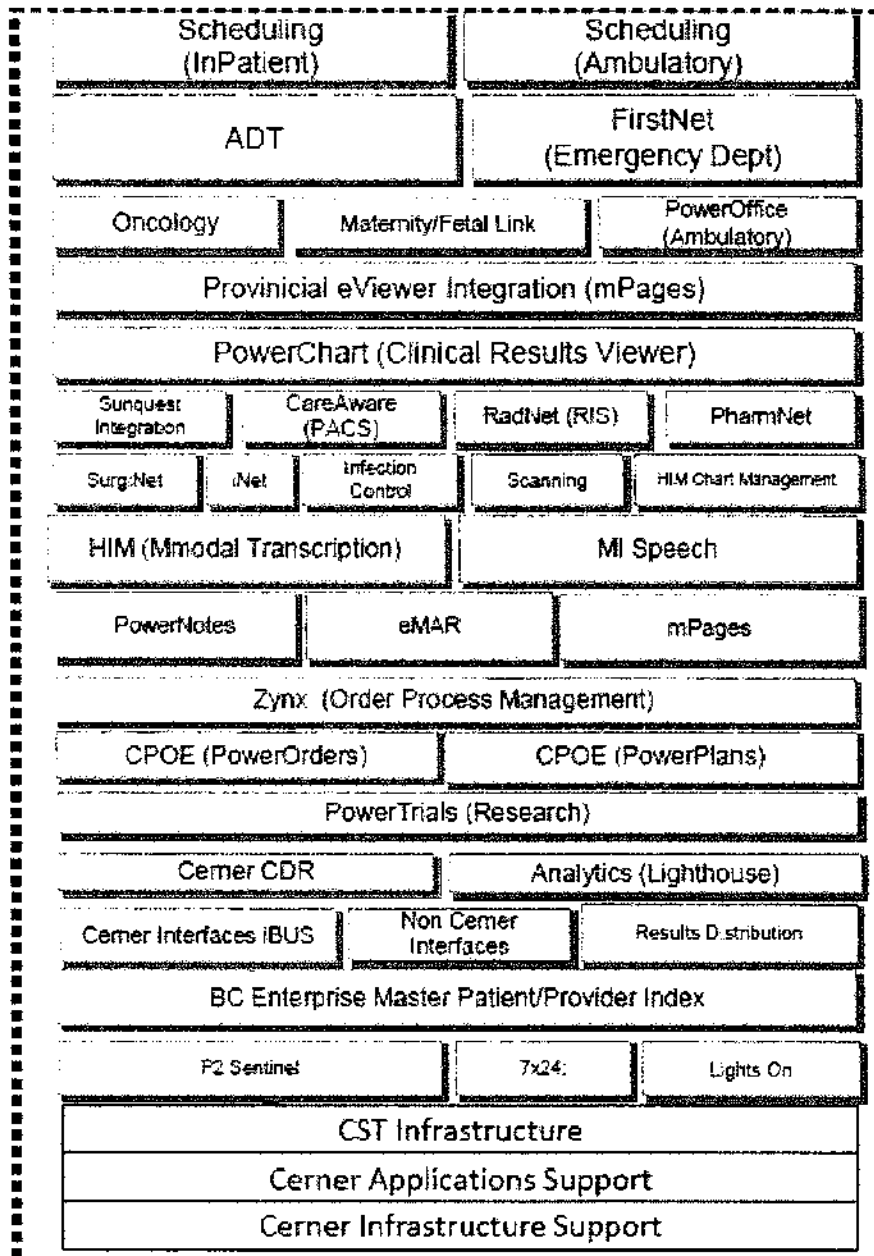 Scheduling
(InPatient)
Scheduling
(Ambulatory)
ADT
FirstNet
(Emergency Dept)
Oncology
Maternity/Fetal Link
PowerOffice
(Ambulatory)
Provinicial eViewer Integration (mPages)
PowerChart (Clinical Results Viewer)
Sunquest
Integration
CareAware
(PACS)
RadNet (RIS)
PharmNet
SurgiNet
iNet
Infection
Control
Scanning
HIM Chart Management
HIM (Mmodal Transcription)
MI Speech
PowerNotes
eMAR
mPages
Zynx (Order Process Management)
CPOE (PowerOrders)
CPOE (PowerPlans)
PowerTrials (Research)
Cerner CDR
Analytics (Lighthouse)
Cerner Interfaces iBUS
Non Cerner
Interfaces
Results Distribution
BC Enterprise Master Patient/Provider Index
P2 Sentinel
7x24
Lights On
CST Infrastructure
Cerner Applications Support
Cerner Infrastructure Support